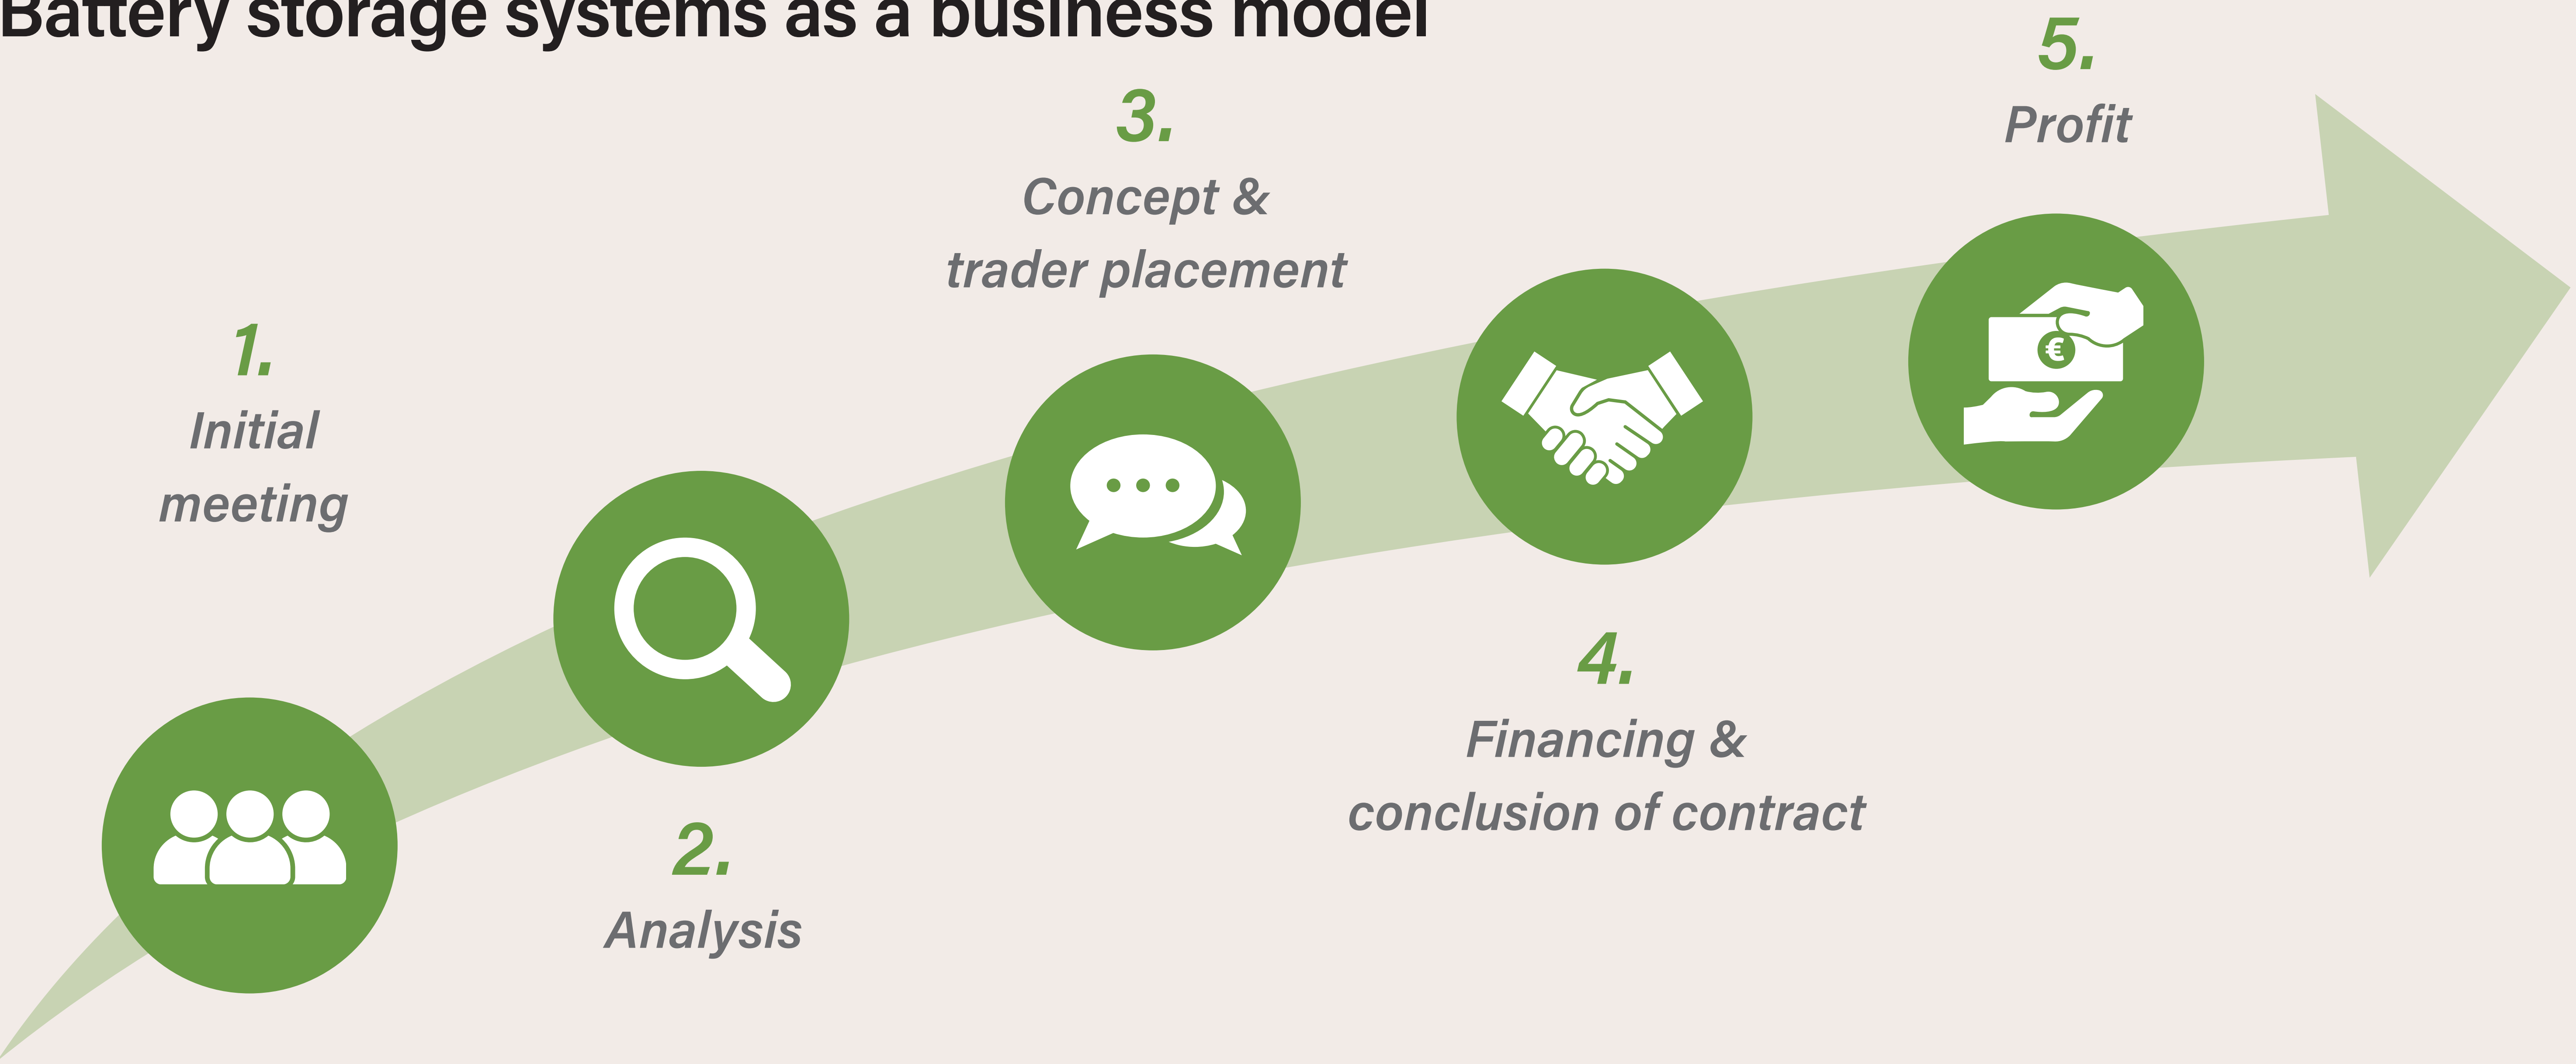 Battery storage systems as a business model
1.
Initial
meeting
2.
Analysis
3.
Concept &
trader placement
4.
Financing &
conclusion of contract
5.
Profit
€